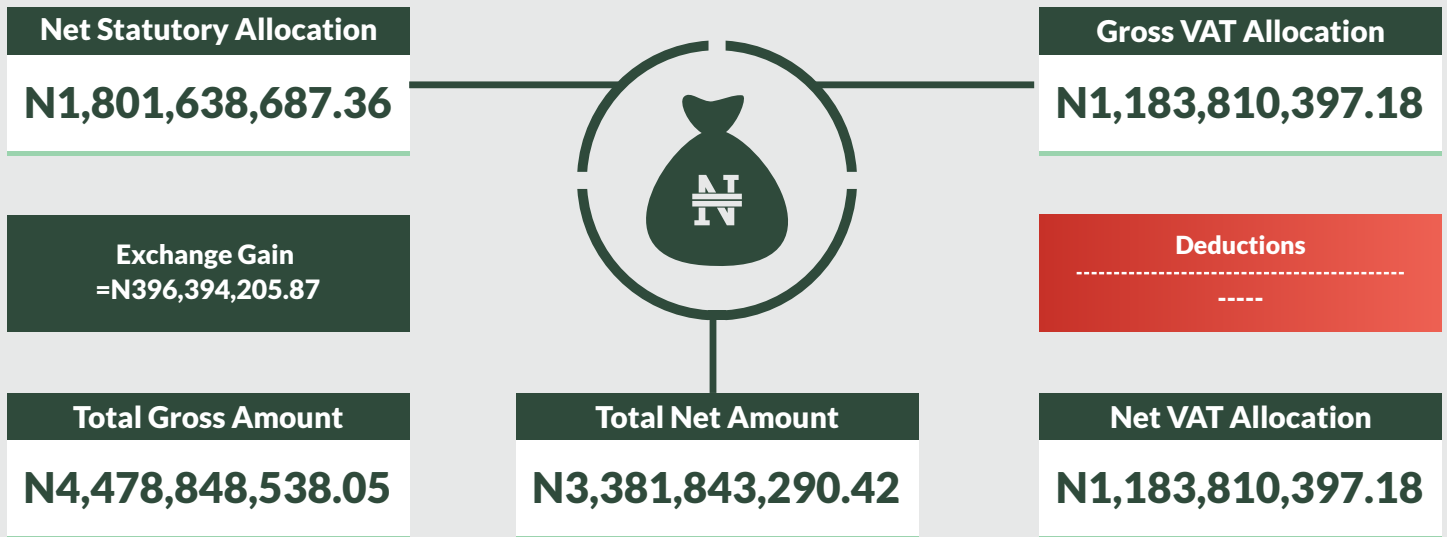 Net Statutory Allocation
N1,801,638,687.36
Gross VAT Allocation
N1,183,810,397.18
₦
Exchange Gain
=N396,394,205.87
Deductions
--------------------------------------------
-----
Total Gross Amount
N4,478,848,538.05
Total Net Amount
N3,381,843,290.42
Net VAT Allocation
N1,183,810,397.18